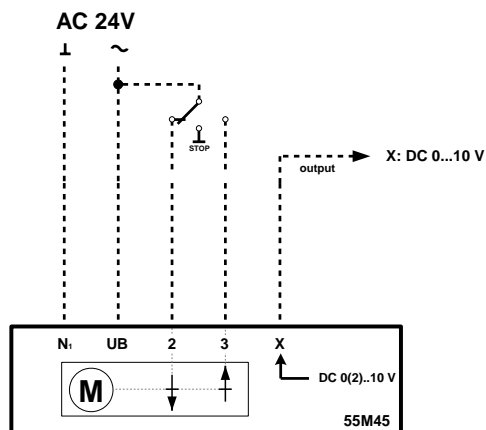 AC 24V
⊥ ~
STOP
output
X: DC 0...10 V
N₁ UB 2 3 X
M
DC 0(2)..10 V
55M45